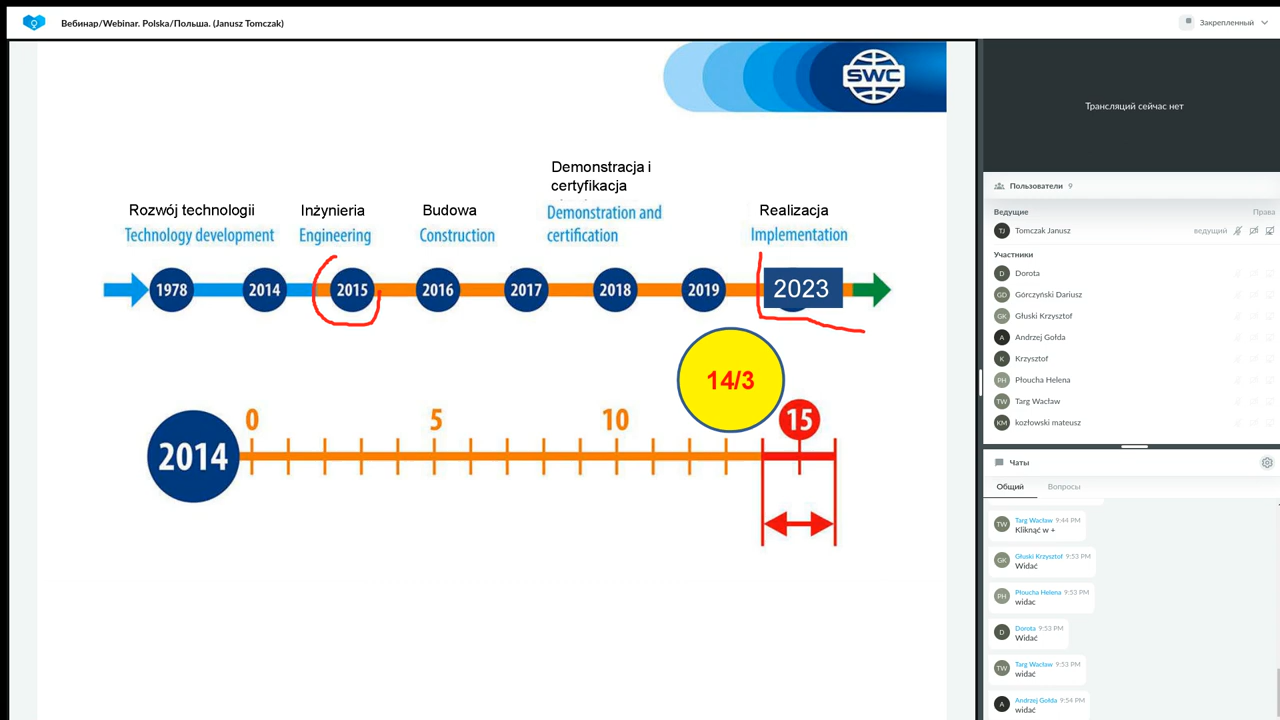 Вебинар/Webinar. Polska/Польша. (Janusz Tomczak)
Закрепленный
SWC
Demonstracja i
certyfikacja
Rozwój technologii
Inżynieria
Budowa
Demonstration and
certification
Realizacja
Technology development
Engineering
Construction
Implementation
1978
2014
2015
2016
2017
2018
2019
2023
14/3
0
5
10
15
2014
Трансляций сейчас нет
Пользователи 9
Ведущие
Права
TJ Tomczak Janusz
ведущий
Участники
D Dorota
GD Górczyński Dariusz
GK Głuski Krzysztof
A Andrzej Gołda
K Krzysztof
PH Płoucha Helena
TW Targ Wacław
KM kozłowski mateusz
Чаты
Общий
Вопросы
TW Targ Wacław 9:44 PM
Kliknąć w +
GK Głuski Krzysztof 9:53 PM
Widać
PH Płoucha Helena 9:53 PM
widac
D Dorota 9:53 PM
Widać
TW Targ Wacław 9:53 PM
widać
A Andrzej Gołda 9:54 PM
widać